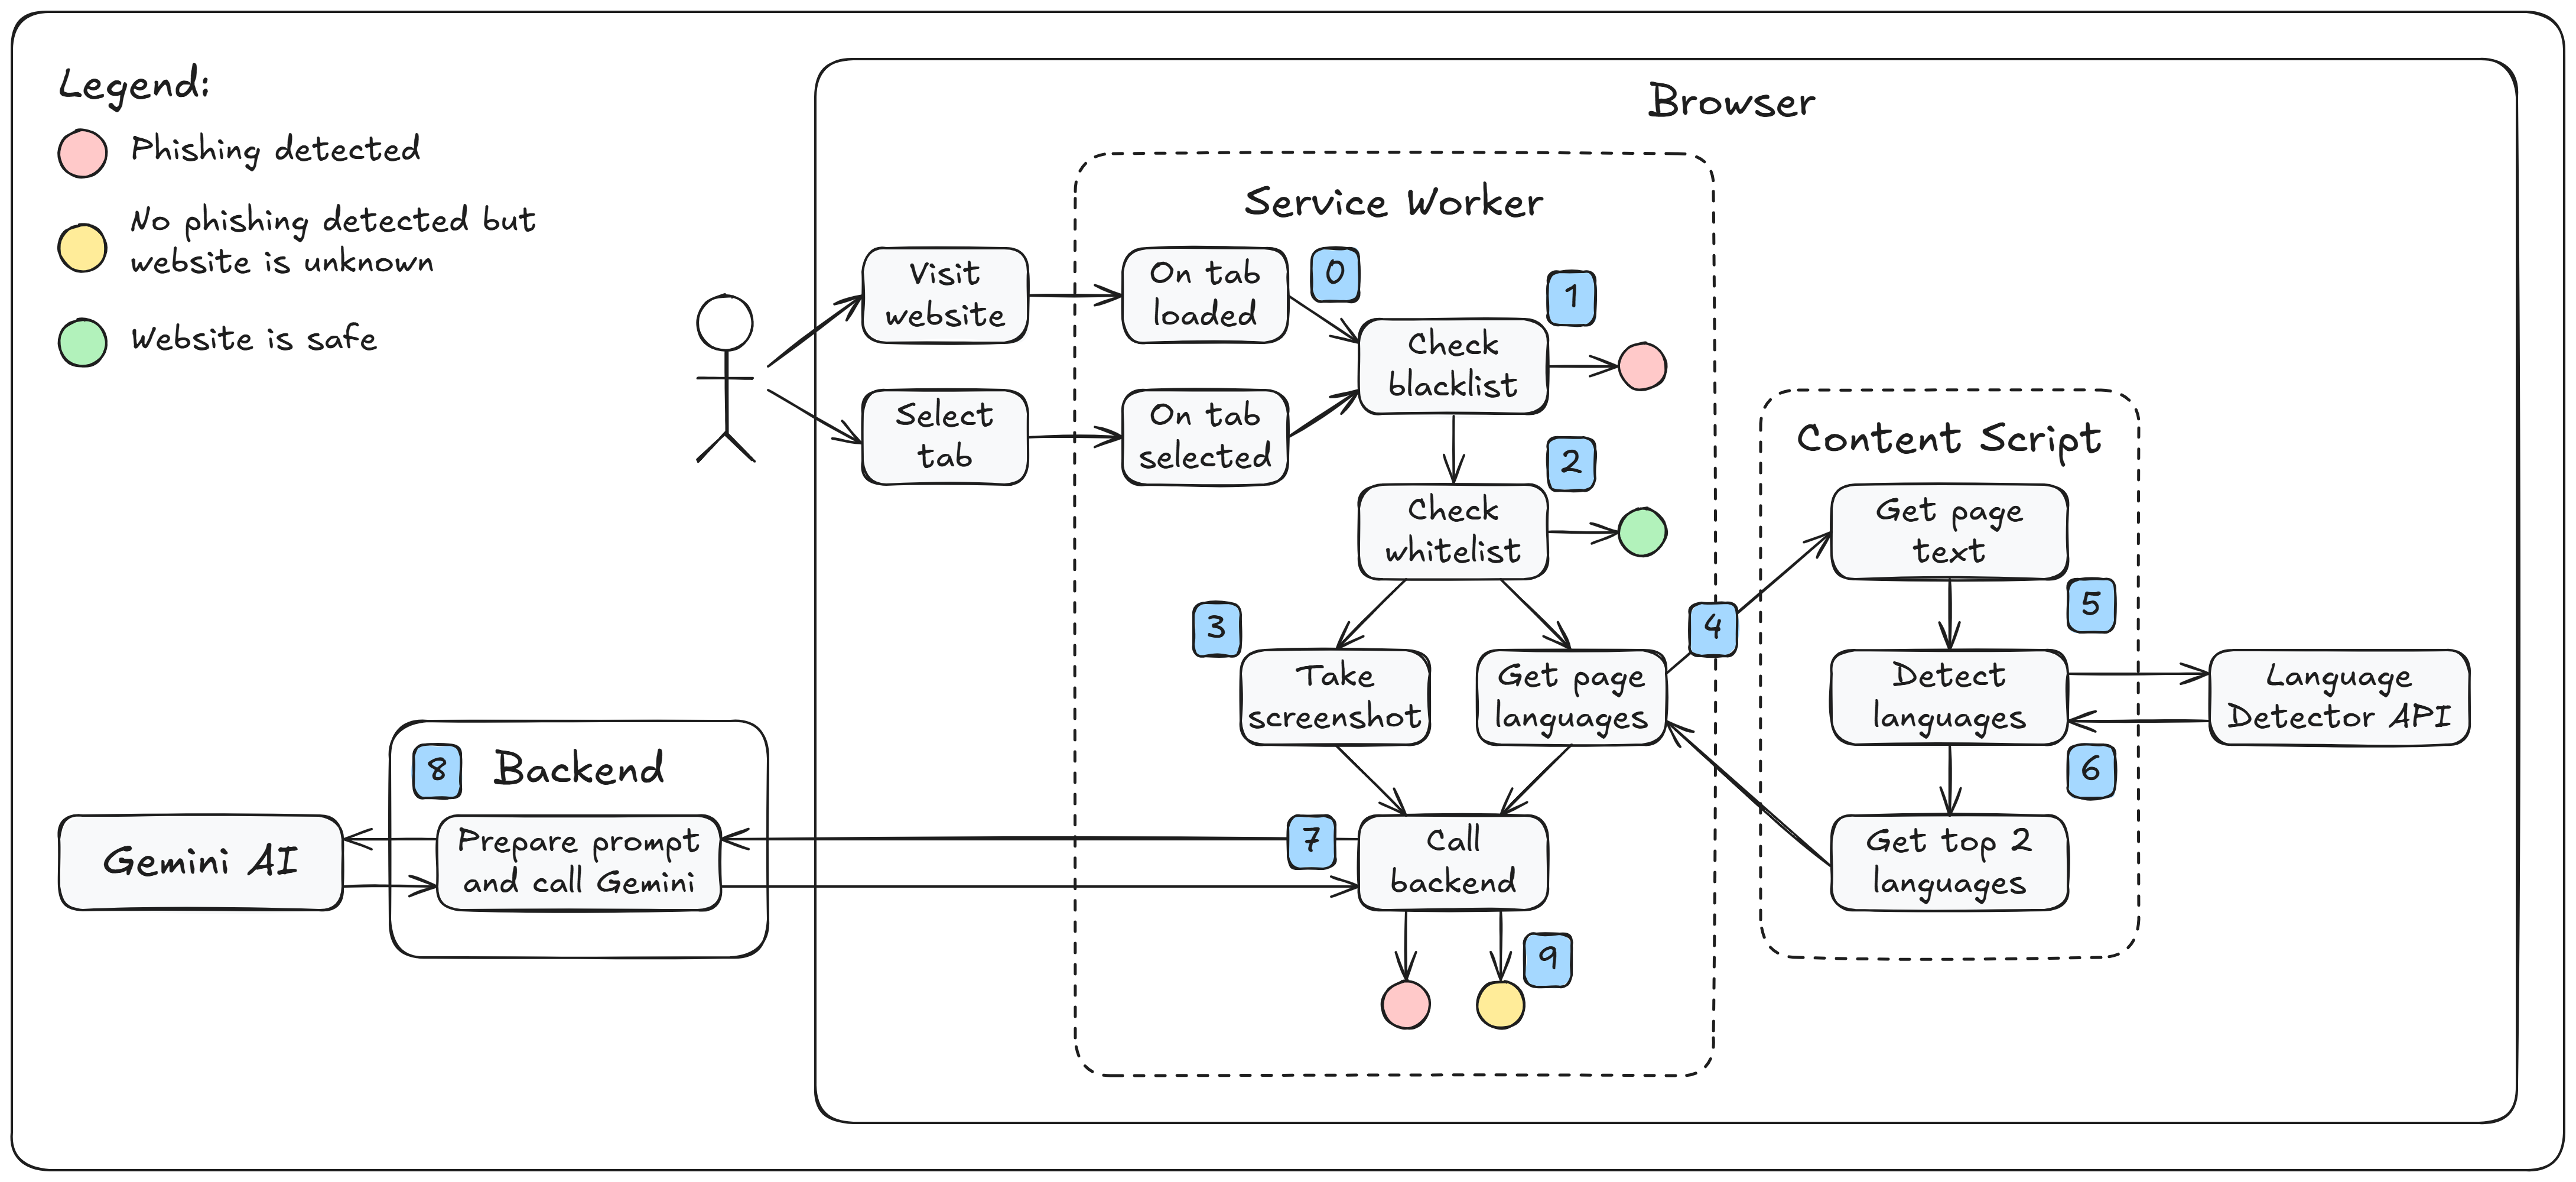 Legend:
Phishing detected
No phishing detected but
website is unknown
Website is safe
Browser
Service Worker
Visit
website
On tab
loaded
0
1
Check
blacklist
Select
tab
On tab
selected
2
Check
whitelist
Content Script
Get page
text
3
4
5
Take
screenshot
Get page
languages
Detect
languages
Language
Detector API
6
8
Backend
Gemini AI
Prepare prompt
and call Gemini
7
Call
backend
Get top 2
languages
9